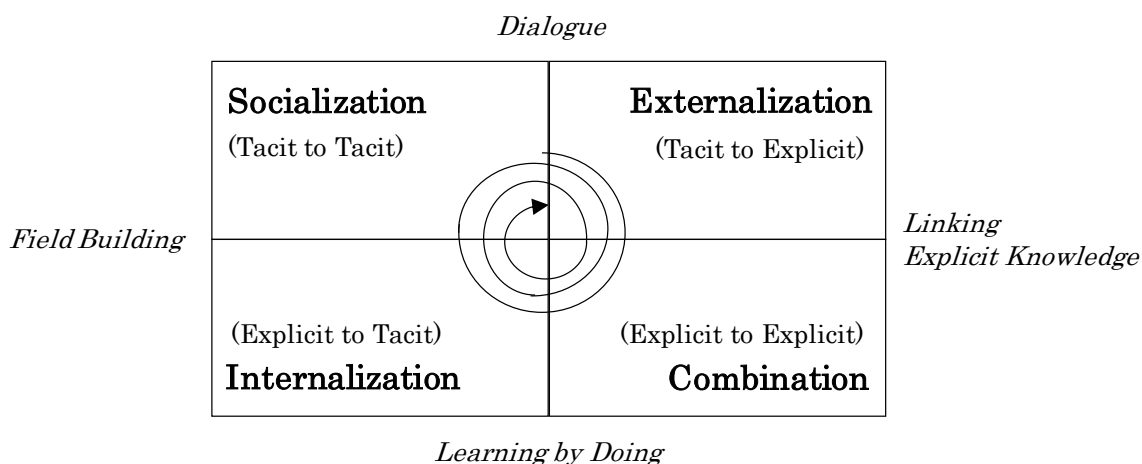 Dialogue
Socialization
(Tacit to Tacit)
Externalization
(Tacit to Explicit)
Field Building
Linking
Explicit Knowledge
(Explicit to Tacit)
Internalization
(Explicit to Explicit)
Combination
Learning by Doing